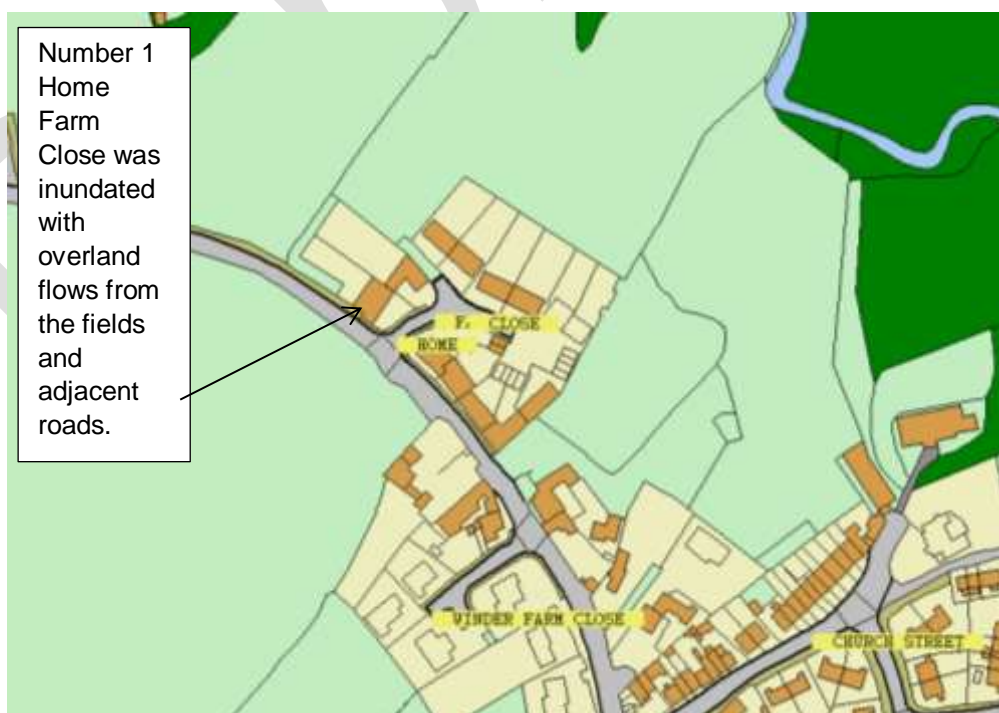 Number 1
Home
Farm
Close was
inundated
with
overland
flows from
the fields
and
adjacent
roads.
F. CLOSE
HOME
WINDER FARM CLOSE
CHURCH STREET